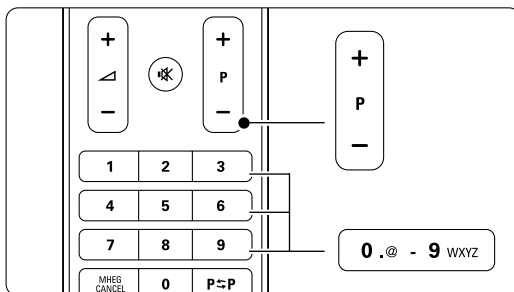 + + +
P P
− − −
1 2 3
4 5 6
7 8 9
0 .@ - 9 WXYZ
MHEG
CANCEL 0 P⇆P